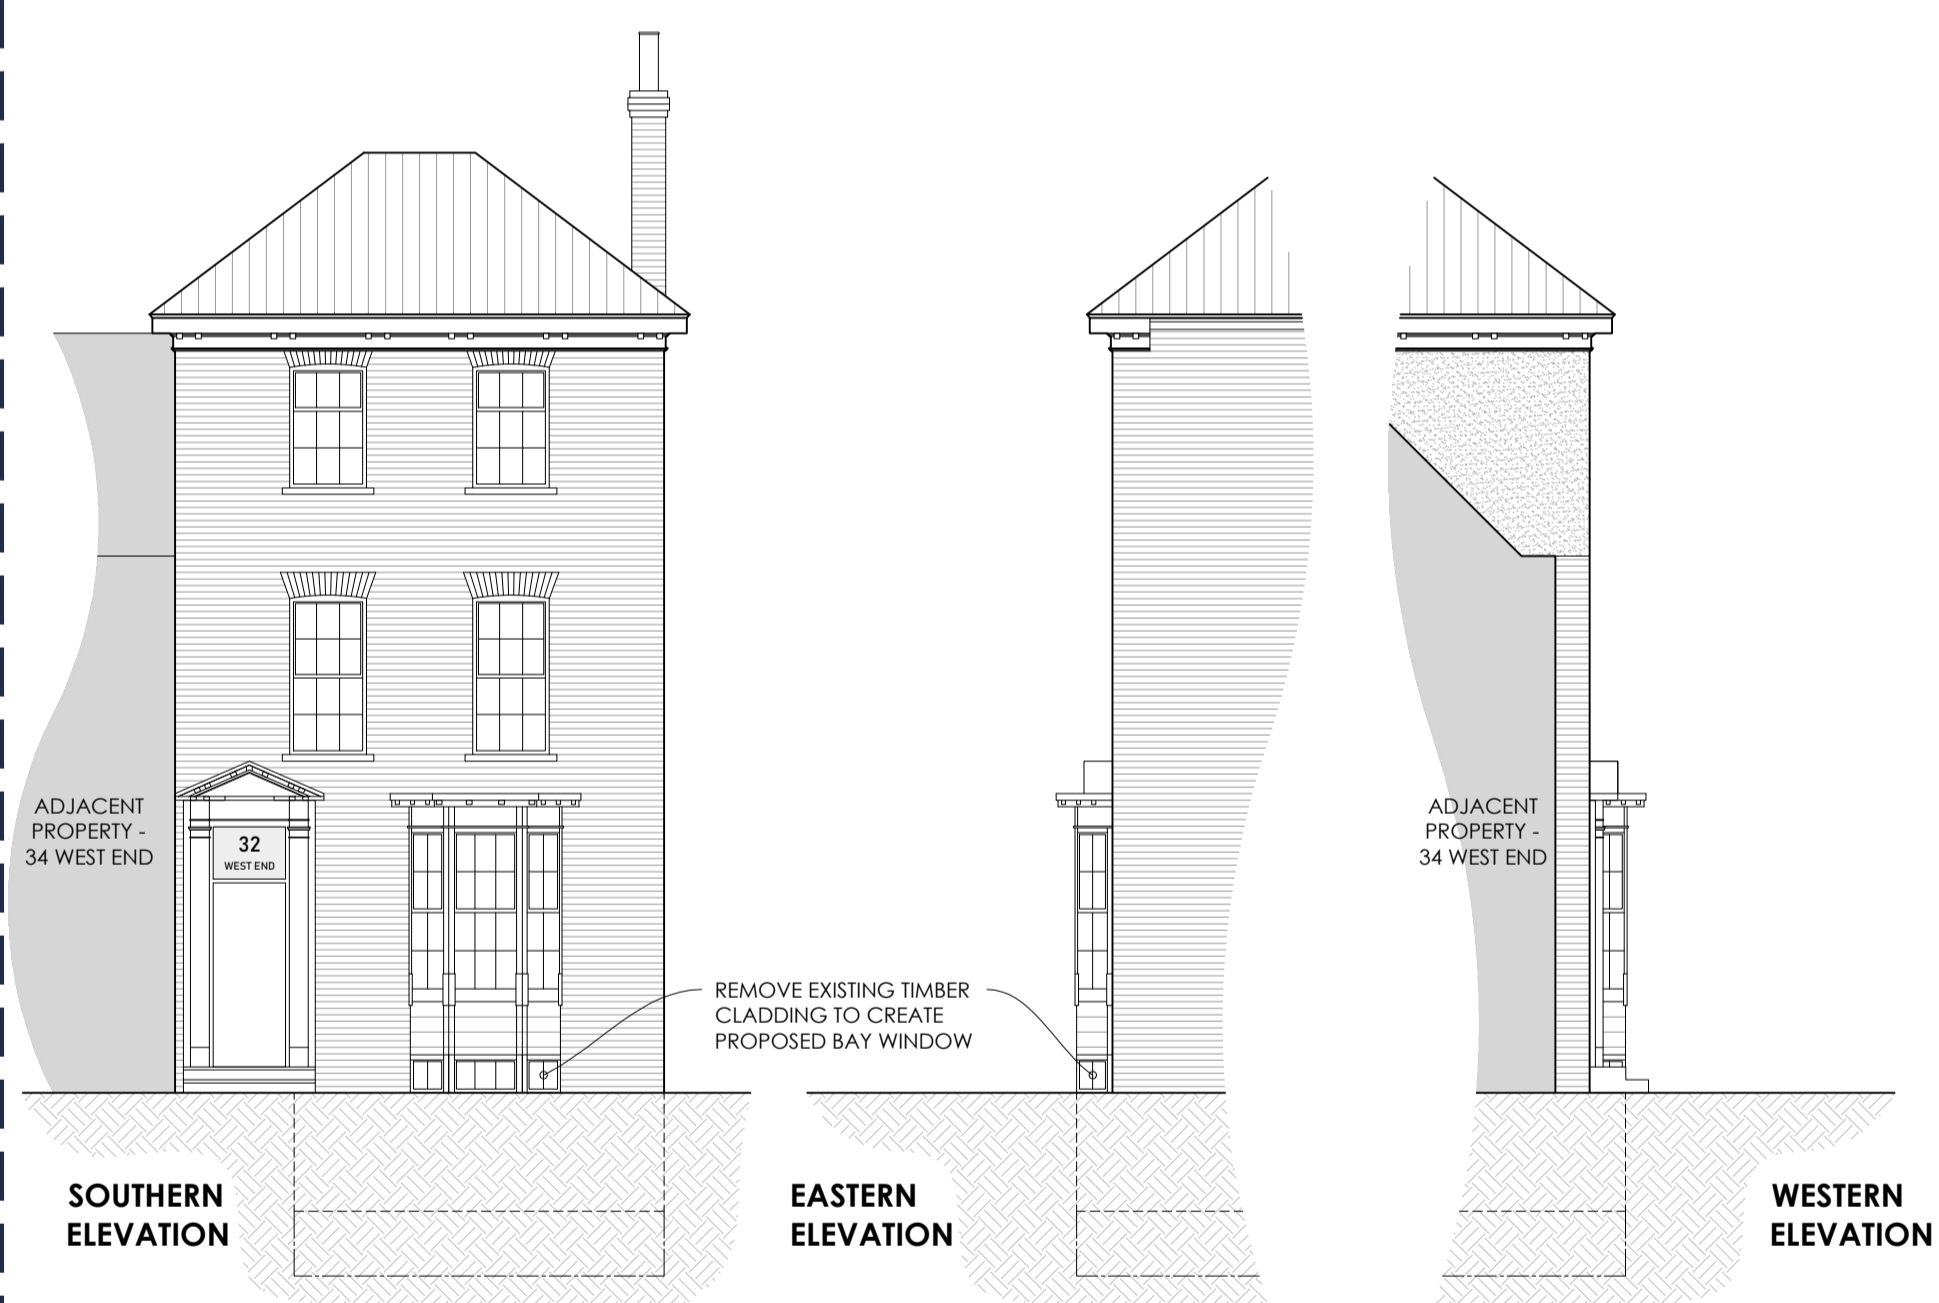 ADJACENT
PROPERTY -
34 WEST END
32
WEST END
REMOVE EXISTING TIMBER
CLADDING TO CREATE
PROPOSED BAY WINDOW
ADJACENT
PROPERTY -
34 WEST END
SOUTHERN
ELEVATION
EASTERN
ELEVATION
WESTERN
ELEVATION